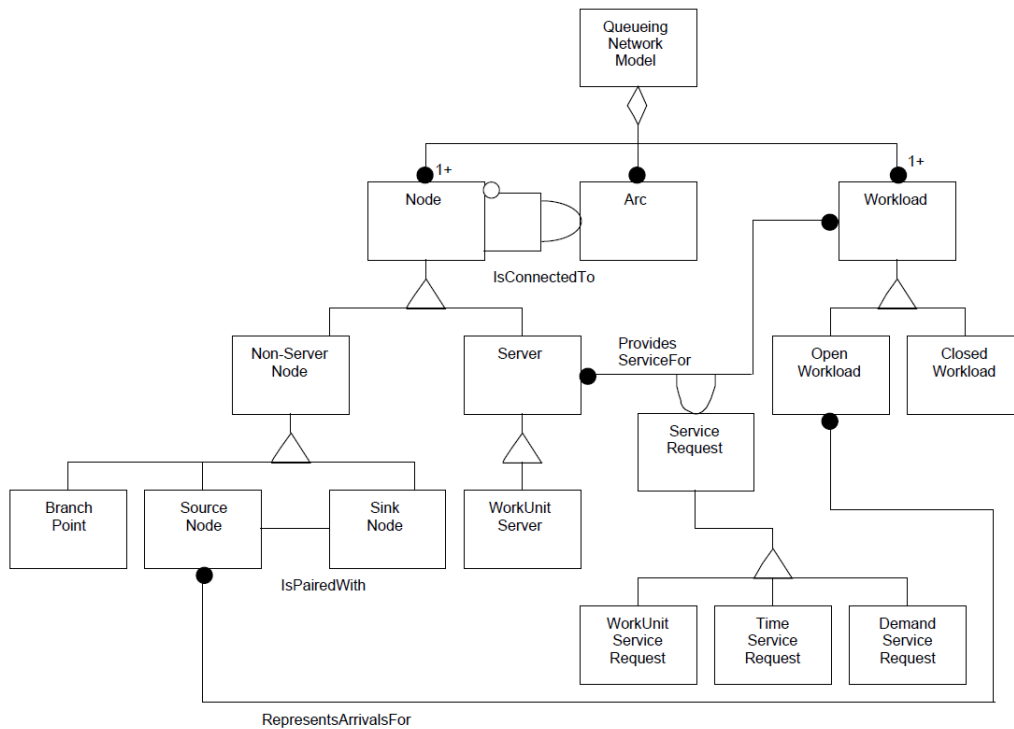 Queueing
Network
Model
1+
1+
Node
Arc
Workload
IsConnectedTo
Non-Server
Node
Server
Provides
ServiceFor
Open
Workload
Closed
Workload
Service
Request
Branch
Point
Source
Node
Sink
Node
WorkUnit
Server
IsPairedWith
WorkUnit
Service
Request
Time
Service
Request
Demand
Service
Request
RepresentsArrivalsFor